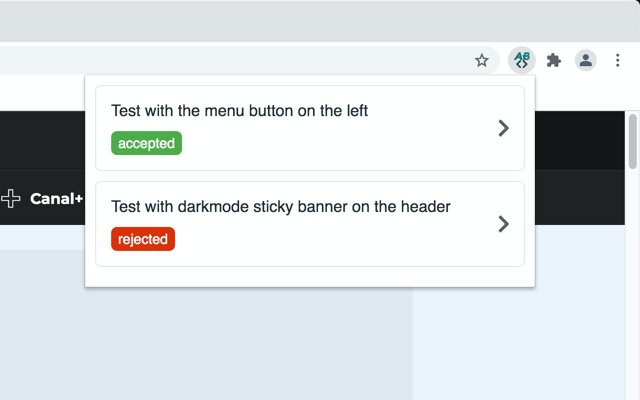 AB
Test with the menu button on the left
accepted
Canal+
Test with darkmode sticky banner on the header
rejected